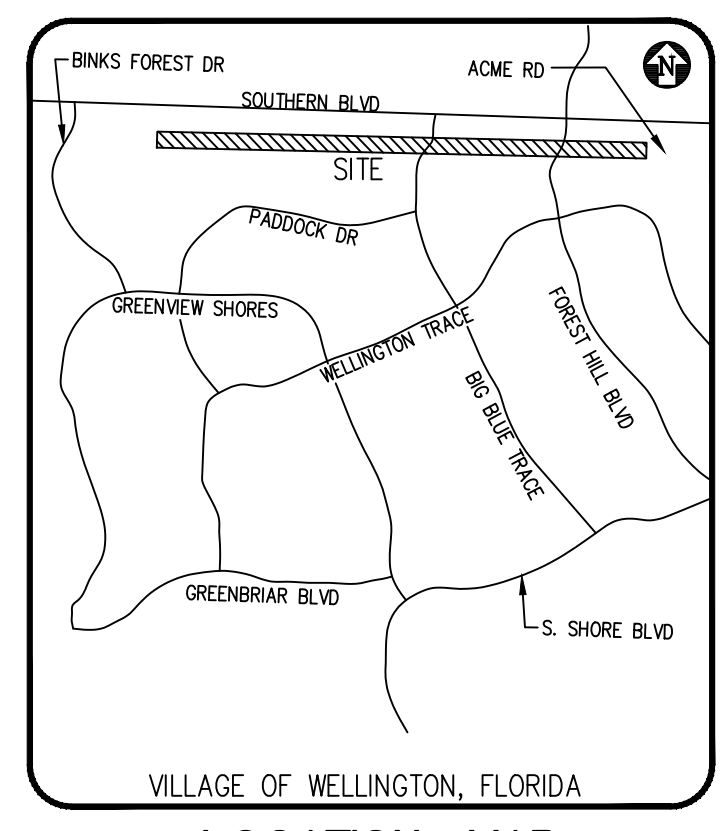 BINKS FOREST DR
ACME RD
N
SOUTHERN BLVD
SITE
PADDOCK DR
GREENVIEW SHORES
WELLINGTON TRACE
FOREST HILL BLVD
BIG BLUE TRACE
GREENBRIAR BLVD
S. SHORE BLVD
VILLAGE OF WELLINGTON, FLORIDA